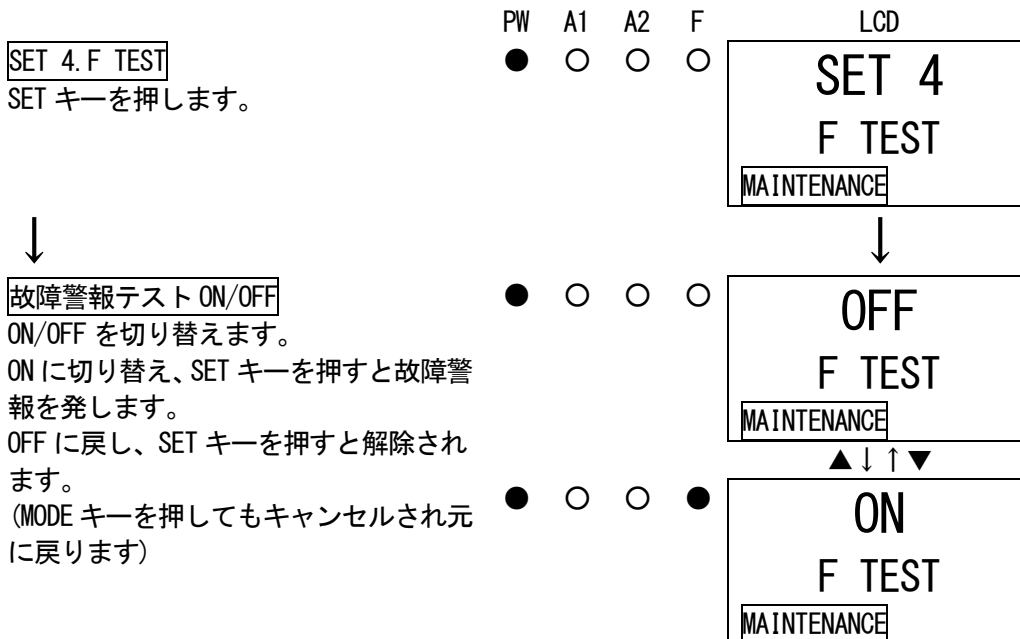 PW A1 A2 F LCD
SET 4.F TEST
SET キーを押します。
● ○ ○ ○
SET 4
F TEST
MAINTENANCE
↓ ↓
故障警報テスト ON/OFF
ON/OFF を切り替えます。
ON に切り替え、SET キーを押すと故障警
報を発します。
OFF に戻し、SET キーを押すと解除され
ます。
(MODE キーを押してもキャンセルされ元
に戻ります)
● ○ ○ ○
OFF
F TEST
MAINTENANCE
▲↓↑▼
● ○ ○ ●
ON
F TEST
MAINTENANCE